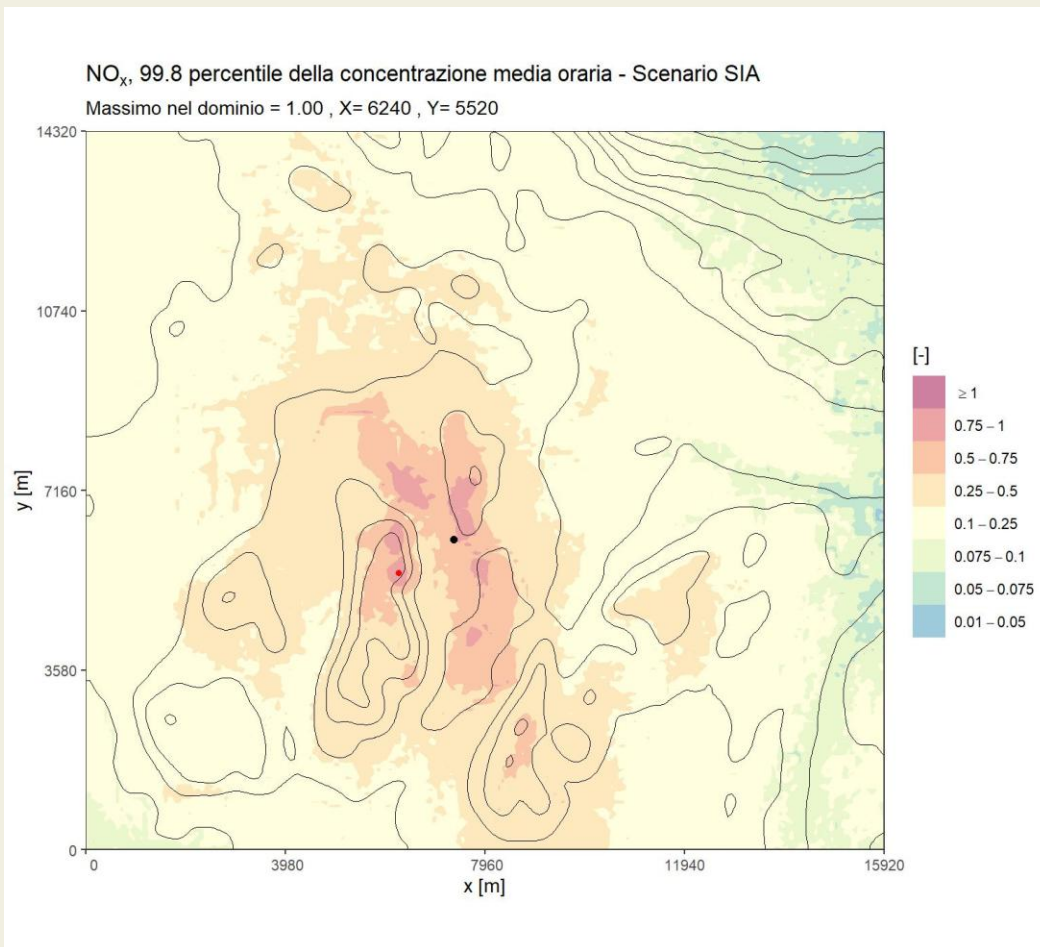 NOx, 99.8 percentile della concentrazione media oraria - Scenario SIA
Massimo nel dominio = 1.00 , X= 6240 , Y= 5520
14320
10740
7160
3580
0
y [m]
0 3980 7960 11940 15920
x [m]
[-]
≥ 1
0.75 – 1
0.5 – 0.75
0.25 – 0.5
0.1 – 0.25
0.075 – 0.1
0.05 – 0.075
0.01 – 0.05